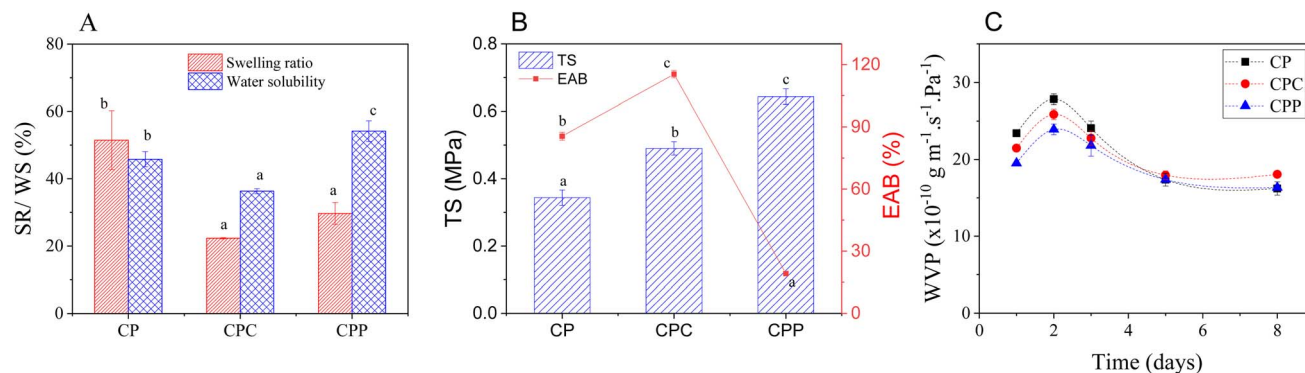 A
SR/ WS (%)
80
60
40
20
0
Swelling ratio
Water solubility
b
b
a
a
a
c
CP
CPC
CPP
B
TS (MPa)
0.8
0.6
0.4
0.2
0.0
TS
EAB
b
c
c
a
b
a
CP
CPC
CPP
120
90
60
30
0
EAB (%)
C
WVP (x10⁻¹⁰ g m⁻¹.s⁻¹.Pa⁻¹)
30
20
10
0
CP
CPC
CPP
0
2
4
6
8
Time (days)